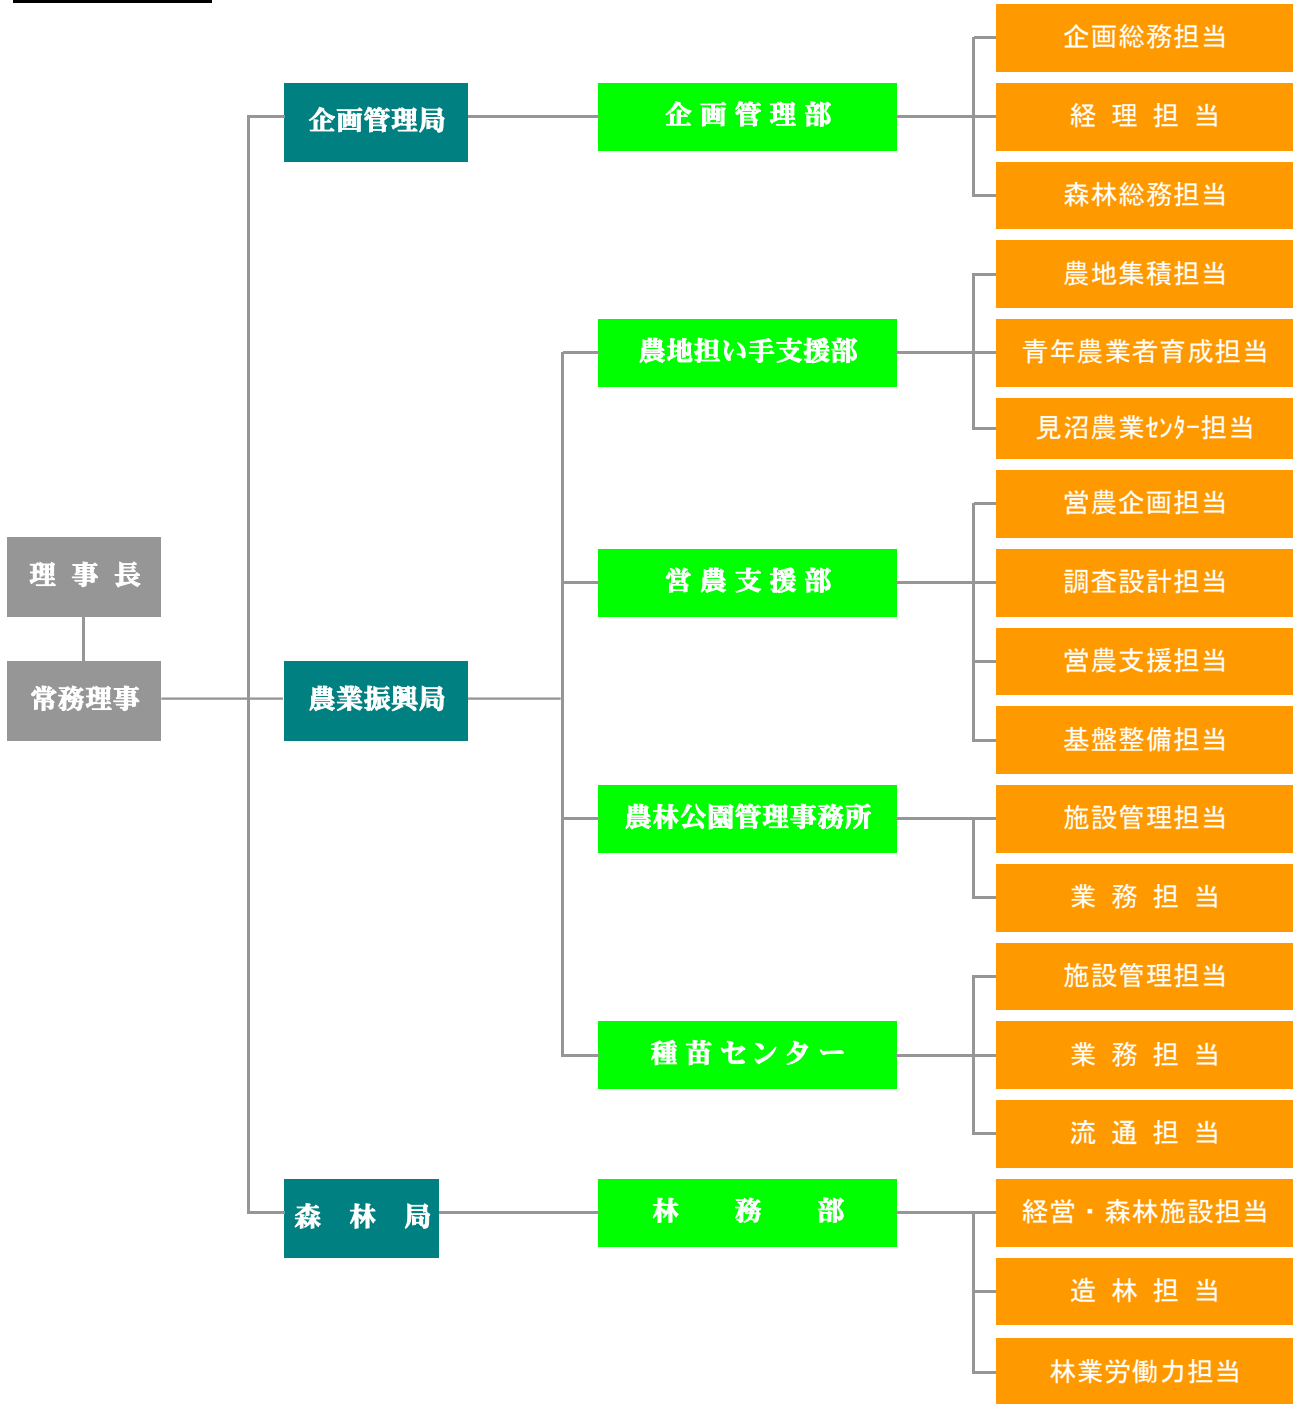 理事長
常務理事
企画管理局
企画管理部
企画総務担当
経理担当
森林総務担当
農業振興局
農地担い手支援部
農地集積担当
青年農業者育成担当
見沼農業ｾﾝﾀｰ担当
営農支援部
営農企画担当
調査設計担当
営農支援担当
基盤整備担当
農林公園管理事務所
施設管理担当
業務担当
種苗センター
施設管理担当
業務担当
流通担当
森林局
林務部
経営・森林施設担当
造林担当
林業労働力担当